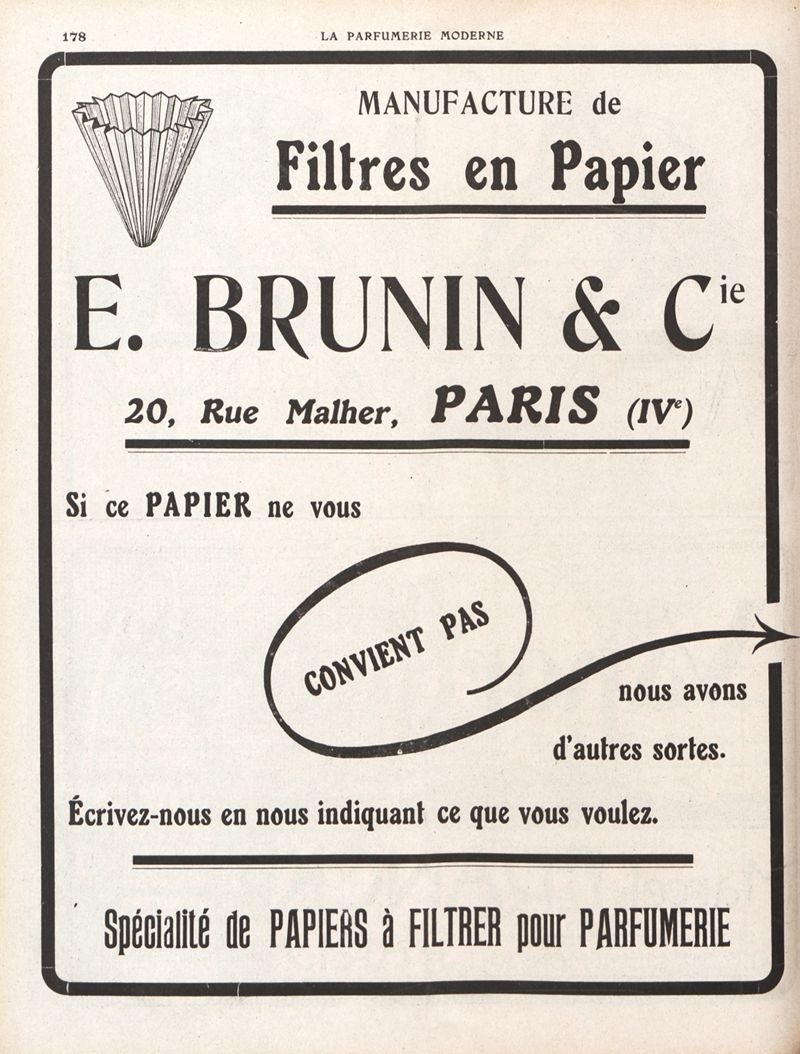 178
LA PARFUMERIE MODERNE
MANUFACTURE de
Filtres en Papier
E. BRUNIN & Cie
20, Rue Malher, PARIS (IVe)
Si ce PAPIER ne vous
CONVIENT PAS
nous avons
d'autres sortes.
Écrivez-nous en nous indiquant ce que vous voulez.
Spécialité de PAPIERS à FILTRER pour PARFUMERIE